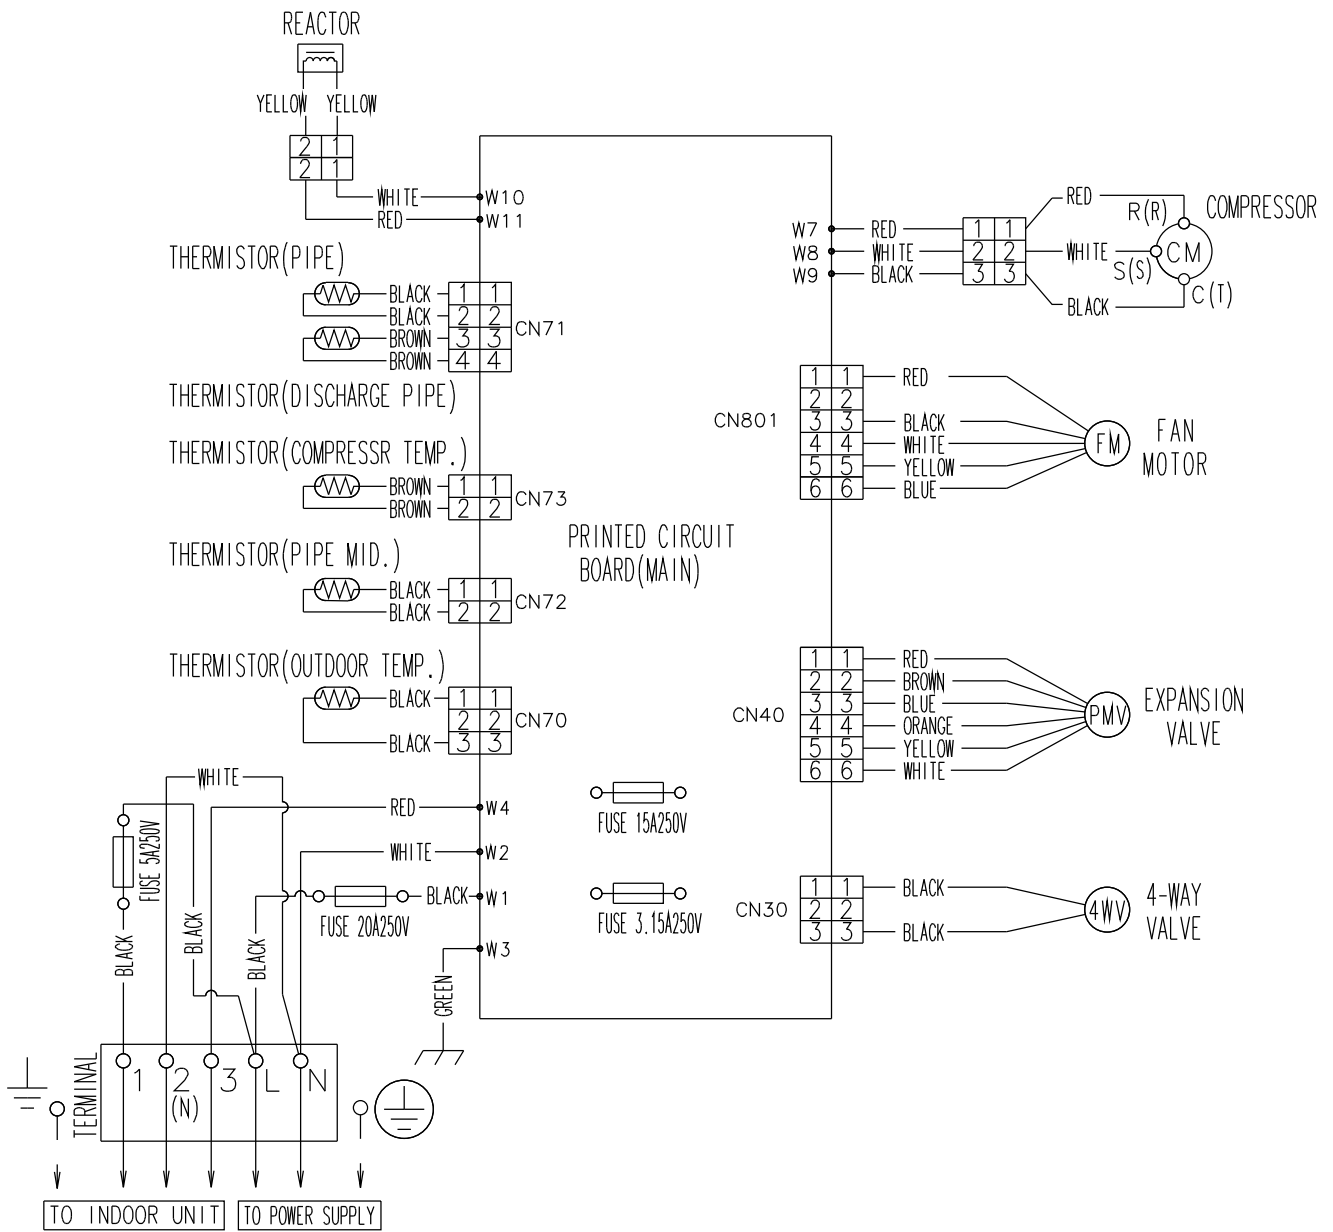 REACTOR
YELLOW YELLOW
2 1
2 1
WHITE W10
RED W11
THERMISTOR(PIPE)
BLACK 1 1
BLACK 2 2
BROWN 3 3
BROWN 4 4
CN71
THERMISTOR(DISCHARGE PIPE)
THERMISTOR(COMPRESSR TEMP.)
BROWN 1 1
BROWN 2 2
CN73
THERMISTOR(PIPE MID.)
BLACK 1 1
BLACK 2 2
CN72
THERMISTOR(OUTDOOR TEMP.)
BLACK 1 1
2 2
BLACK 3 3
CN70
WHITE
RED W4
WHITE W2
BLACK W1
FUSE 20A250V
W3
GREEN
FUSE 5A250V
BLACK
BLACK
BLACK
TERMINAL
1 2 3 L N
(N)
TO INDOOR UNIT
TO POWER SUPPLY
PRINTED CIRCUIT
BOARD(MAIN)
FUSE 15A250V
FUSE 3.15A250V
W7 RED 1 1 RED
W8 WHITE 2 2 WHITE
W9 BLACK 3 3 BLACK
R(R)
S(S)
C(T)
CM
COMPRESSOR
CN801
1 1 RED
2 2
3 3 BLACK
4 4 WHITE
5 5 YELLOW
6 6 BLUE
FM
FAN
MOTOR
CN40
1 1 RED
2 2 BROWN
3 3 BLUE
4 4 ORANGE
5 5 YELLOW
6 6 WHITE
PMV
EXPANSION
VALVE
CN30
1 1 BLACK
2 2
3 3 BLACK
4WV
4-WAY
VALVE